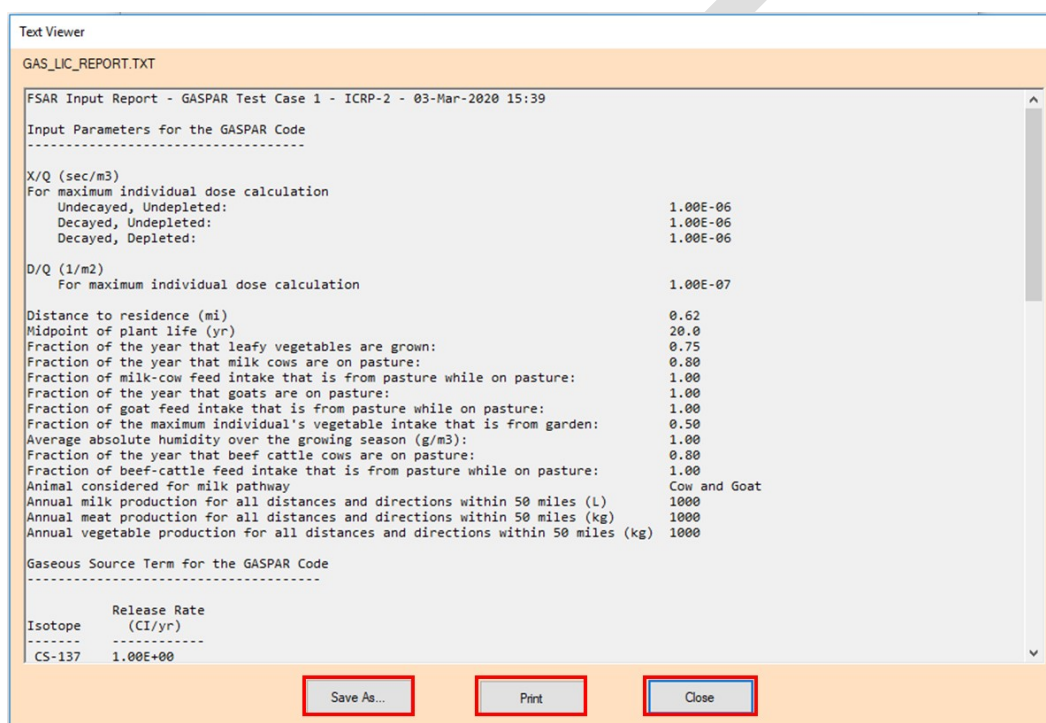 Text Viewer
GAS_LIC_REPORT.TXT
FSAR Input Report - GASPAR Test Case 1 - ICRP-2 - 03-Mar-2020 15:39
Input Parameters for the GASPAR Code
------------------------------------
X/Q (sec/m3)
For maximum individual dose calculation
Undecayed, Undepleted: 1.00E-06
Decayed, Undepleted: 1.00E-06
Decayed, Depleted: 1.00E-06
D/Q (1/m2)
For maximum individual dose calculation 1.00E-07
Distance to residence (mi) 0.62
Midpoint of plant life (yr) 20.0
Fraction of the year that leafy vegetables are grown: 0.75
Fraction of the year that milk cows are on pasture: 0.80
Fraction of milk-cow feed intake that is from pasture while on pasture: 1.00
Fraction of the year that goats are on pasture: 1.00
Fraction of goat feed intake that is from pasture while on pasture: 1.00
Fraction of the maximum individual's vegetable intake that is from garden: 0.50
Average absolute humidity over the growing season (g/m3): 1.00
Fraction of the year that beef cattle cows are on pasture: 0.80
Fraction of beef-cattle feed intake that is from pasture while on pasture: 1.00
Animal considered for milk pathway Cow and Goat
Annual milk production for all distances and directions within 50 miles (L) 1000
Annual meat production for all distances and directions within 50 miles (kg) 1000
Annual vegetable production for all distances and directions within 50 miles (kg) 1000
Gaseous Source Term for the GASPAR Code
--------------------------------------
Release Rate
Isotope (CI/yr)
------- ------------
CS-137 1.00E+00
Save As... Print Close